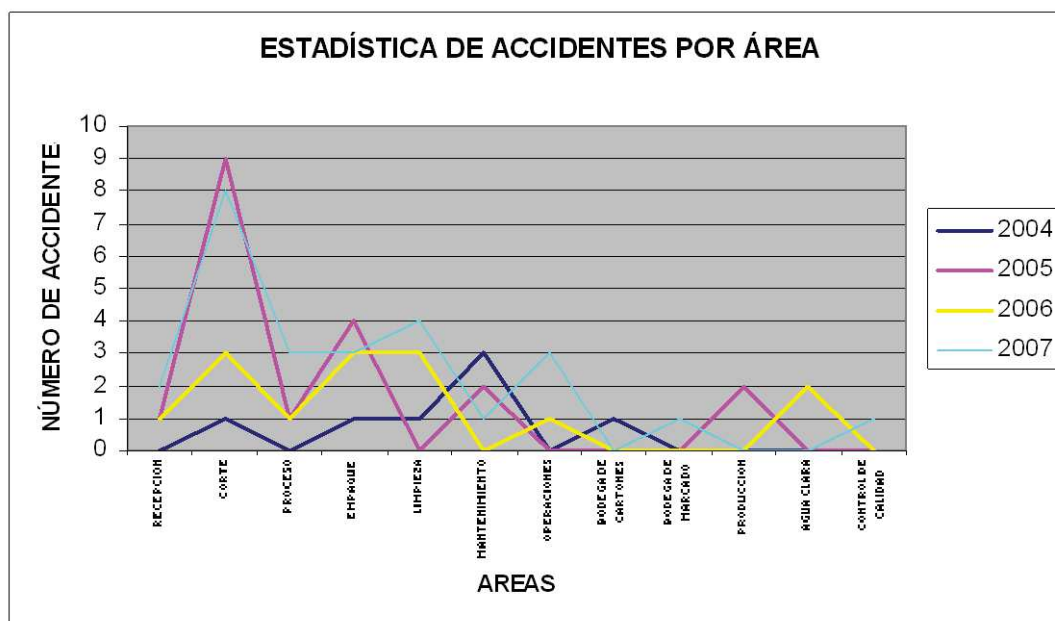 ESTADÍSTICA DE ACCIDENTES POR ÁREA
NÚMERO DE ACCIDENTE
10
9
8
7
6
5
4
3
2
1
0
RECEPCION
CORTE
PROCESO
EMPAQUE
LIMPIEZA
MANTENIMIENTO
OPERACIONES
BODEGA DE
CARTONES
BODEGA DE
MARCADO
PRODUCCION
AGUA CLARA
CONTROL DE
CALIDAD
AREAS
2004
2005
2006
2007